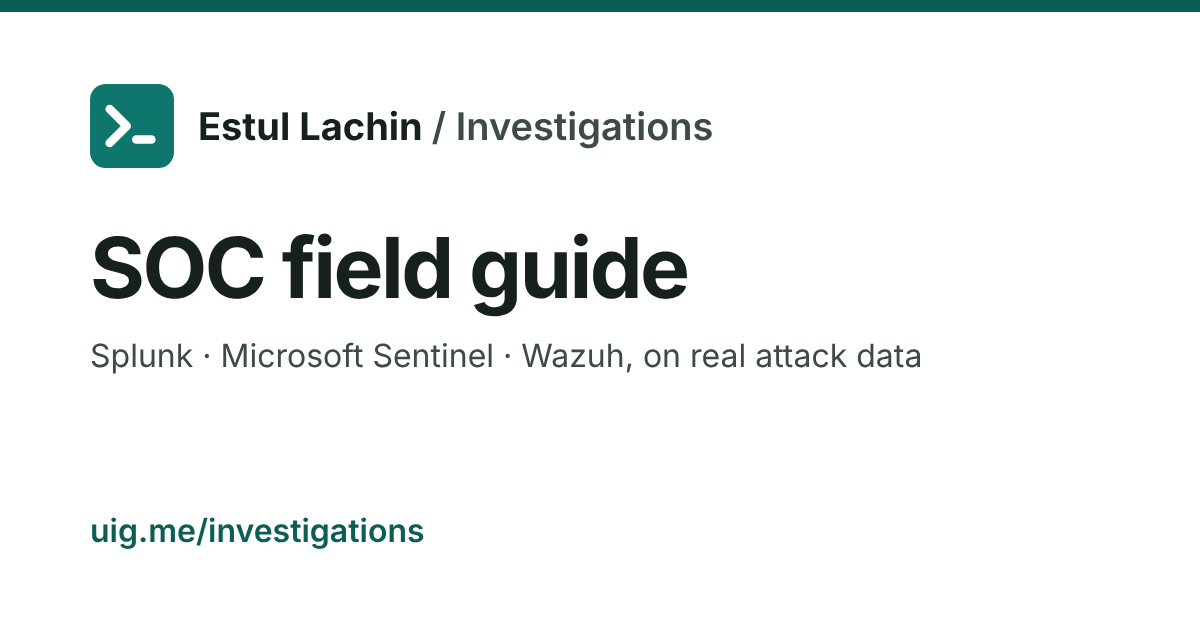 Estul Lachin / Investigations
SOC field guide
Splunk · Microsoft Sentinel · Wazuh, on real attack data
uig.me/investigations